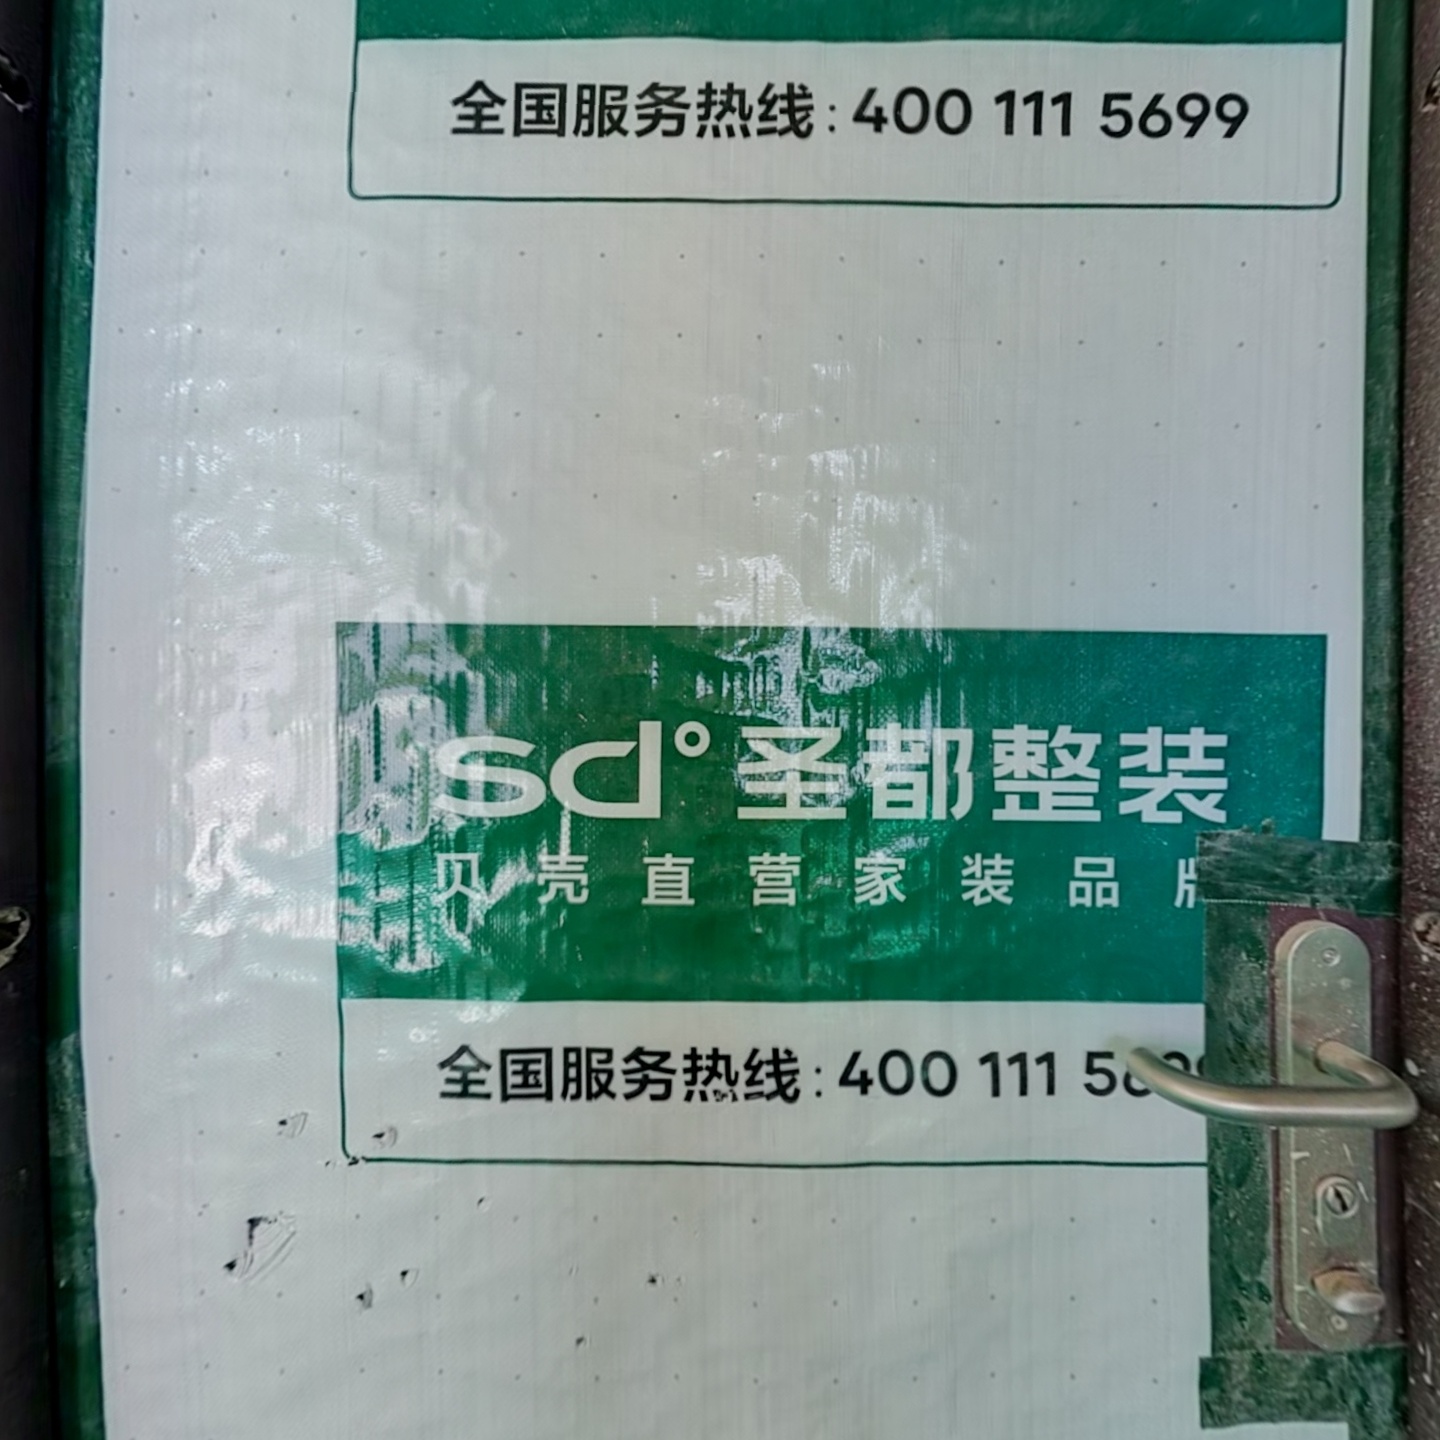 全国服务热线：400 111 5699
sd° 圣都整装
贝壳直营家装品
全国服务热线：400 111 5